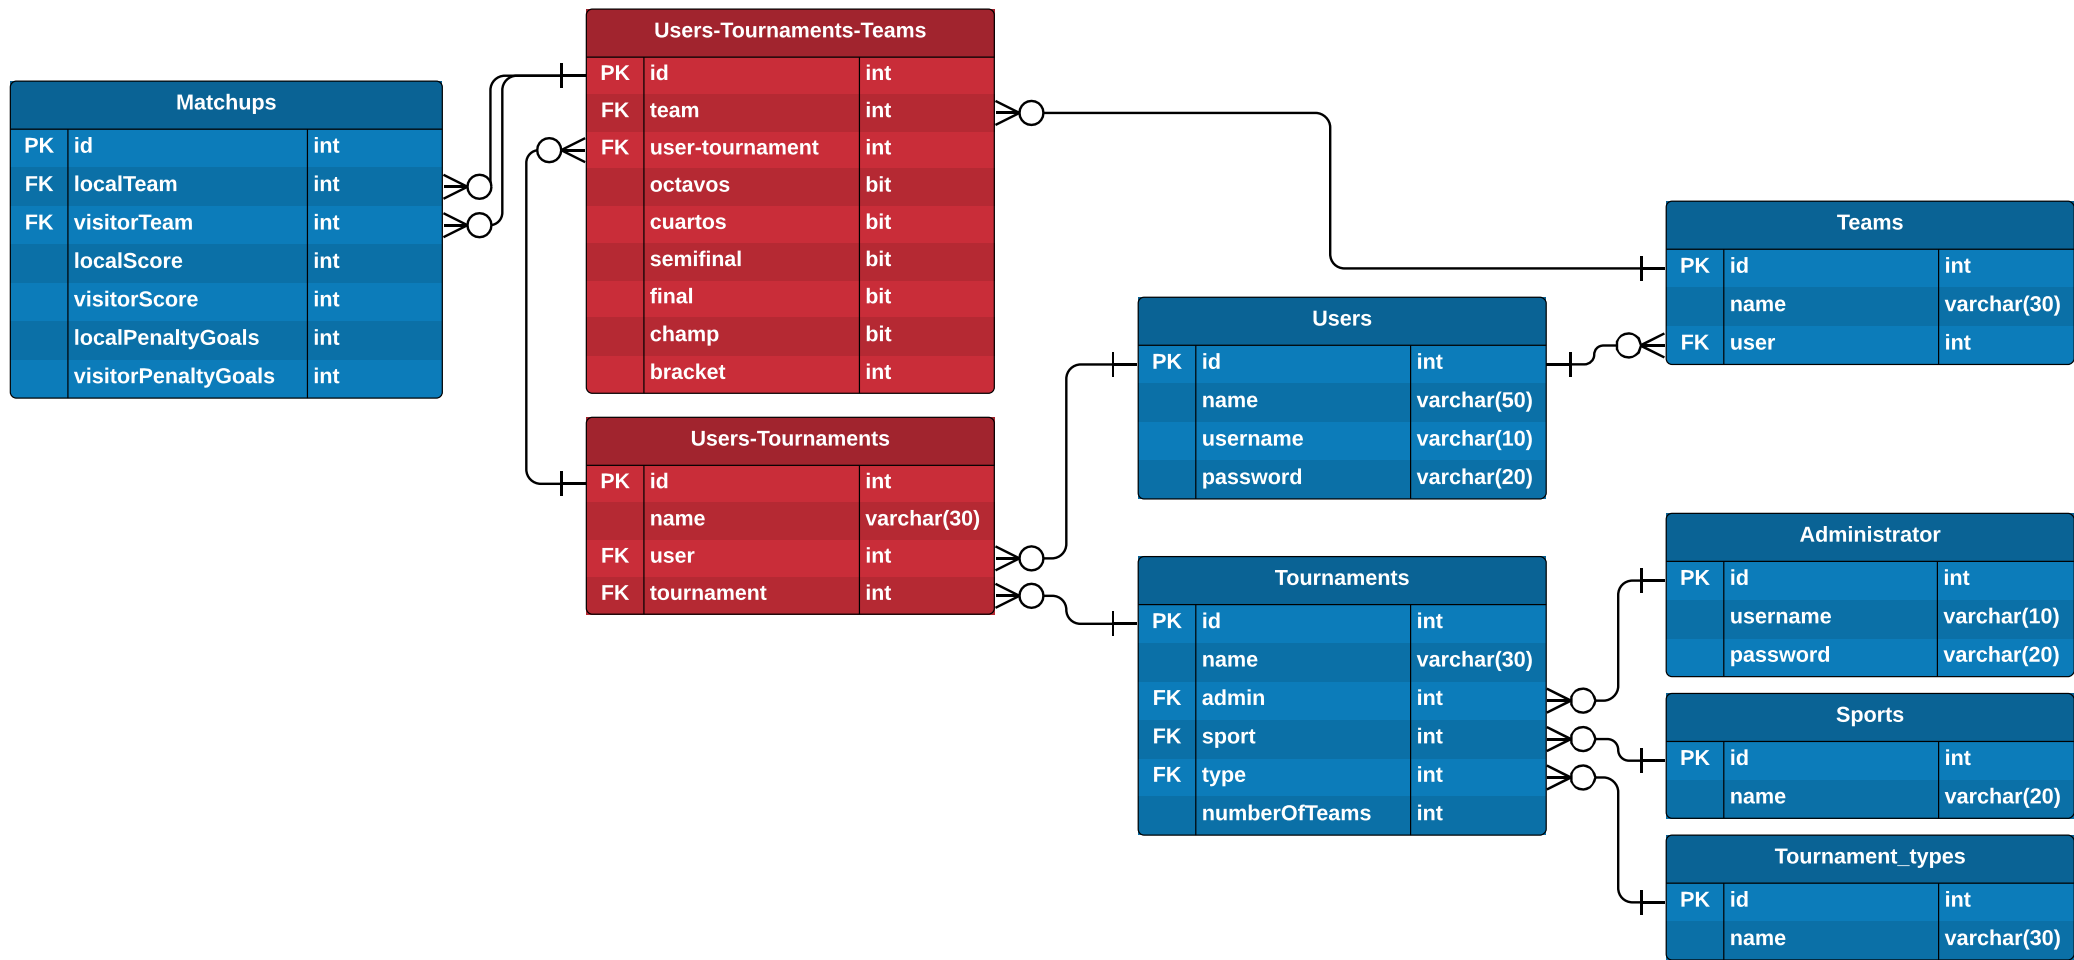 Matchups
PK id int
FK localTeam int
FK visitorTeam int
localScore int
visitorScore int
localPenaltyGoals int
visitorPenaltyGoals int
Users-Tournaments-Teams
PK id int
FK team int
FK user-tournament int
octavos bit
cuartos bit
semifinal bit
final bit
champ bit
bracket int
Users-Tournaments
PK id int
name varchar(30)
FK user int
FK tournament int
Users
PK id int
name varchar(50)
username varchar(10)
password varchar(20)
Tournaments
PK id int
name varchar(30)
FK admin int
FK sport int
FK type int
numberOfTeams int
Teams
PK id int
name varchar(30)
FK user int
Administrator
PK id int
username varchar(10)
password varchar(20)
Sports
PK id int
name varchar(20)
Tournament_types
PK id int
name varchar(30)